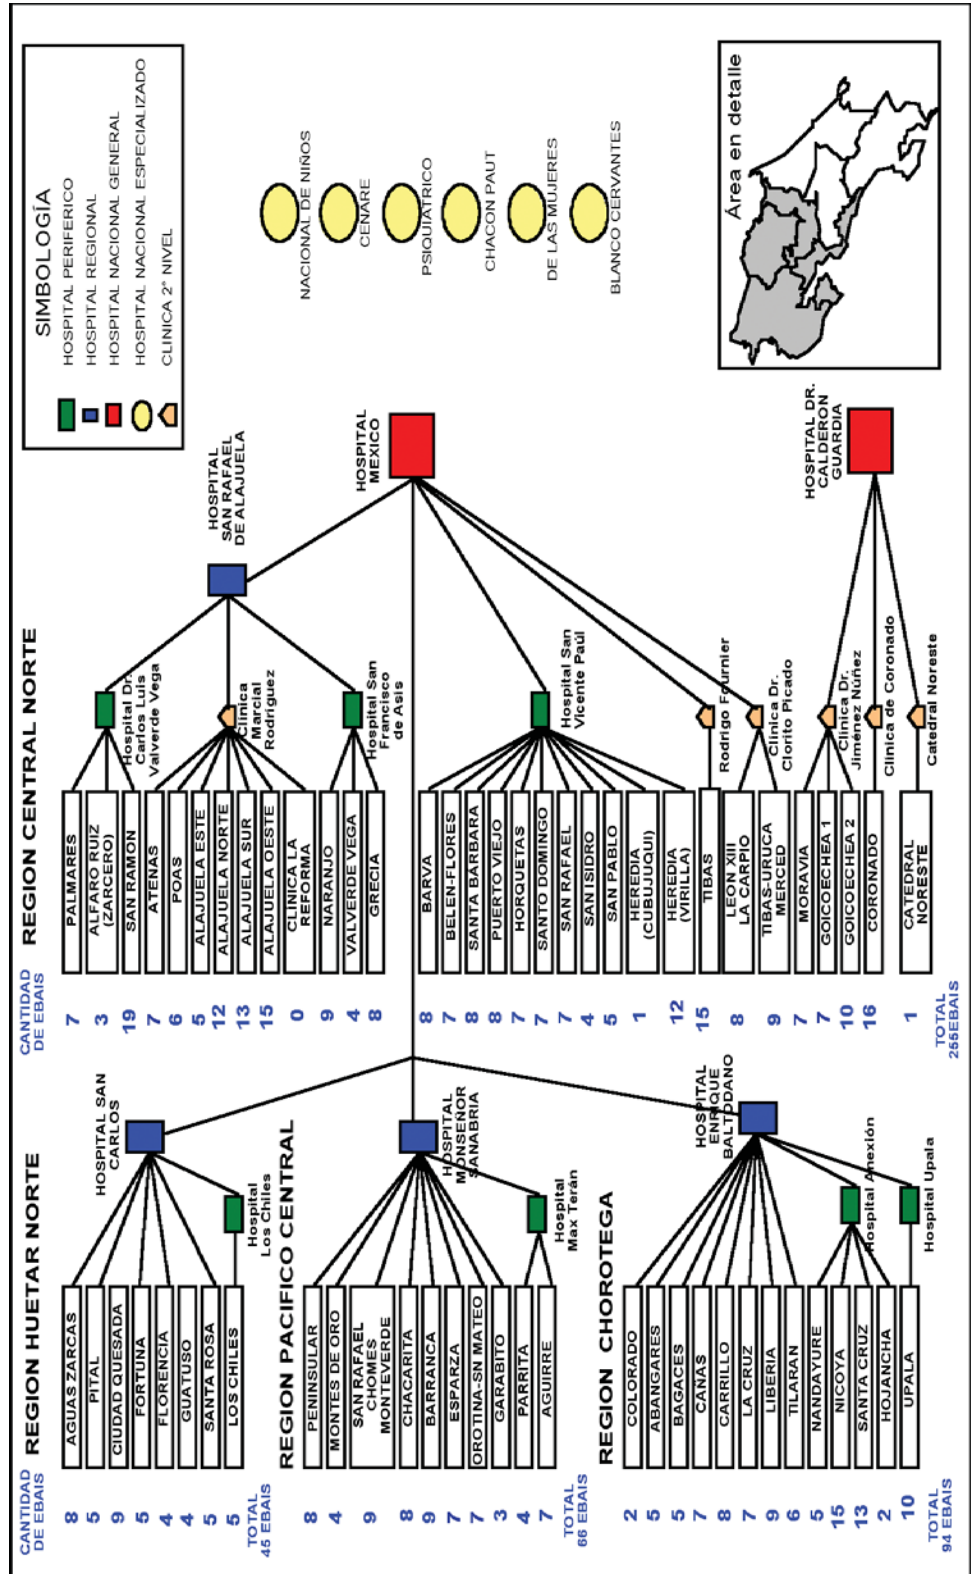 SIMBOLOGÍA
HOSPITAL PERIFERICO
HOSPITAL REGIONAL
HOSPITAL NACIONAL GENERAL
HOSPITAL NACIONAL ESPECIALIZADO
CLINICA 2° NIVEL
NACIONAL DE NIÑOS
CENARE
PSIQUIATRICO
CHACON PAUT
DE LAS MUJERES
BLANCO CERVANTES
Área en detalle
REGION CENTRAL NORTE
CANTIDAD
DE EBAIS
7 PALMARES
3 ALFARO RUIZ
(ZARCERO)
19 SAN RAMON
7 ATENAS
6 POAS
5 ALAJUELA ESTE
12 ALAJUELA NORTE
13 ALAJUELA SUR
15 ALAJUELA OESTE
0 CLINICA LA
REFORMA
9 NARANJO
4 VALVERDE VEGA
8 GRECIA
8 BARVA
7 BELEN-FLORES
8 SANTA BARBARA
8 PUERTO VIEJO
7 HORQUETAS
7 SANTO DOMINGO
7 SAN RAFAEL
4 SAN ISIDRO
5 SAN PABLO
1 HEREDIA
(CUBUJUQUI)
12 HEREDIA
(VIRILLA)
15 TIBAS
8 LEON XIII
LA CARPIO
9 TIBAS-URUCA
MERCED
7 MORAVIA
7 GOICOECHEA 1
10 GOICOECHEA 2
16 CORONADO
1 CATEDRAL
NORESTE
TOTAL
255EBAIS
Hospital Dr.
Carlos Luis
Valverde Vega
Clinica
Marcial
Rodríguez
Hospital San
Francisco
de Asis
Hospital San
Vicente Paúl
Rodrigo Fournier
Clinica Dr.
Clorito Picado
Clinica Dr.
Jiménez Núñez
Clinica de Coronado
Catedral Noreste
HOSPITAL
SAN RAFAEL
DE ALAJUELA
HOSPITAL
MEXICO
HOSPITAL DR.
CALDERON
GUARDIA
REGION HUETAR NORTE
CANTIDAD
DE EBAIS
8 AGUAS ZARCAS
5 PITAL
9 CIUDAD QUESADA
5 FORTUNA
4 FLORENCIA
4 GUATUSO
5 SANTA ROSA
5 LOS CHILES
TOTAL
45 EBAIS
HOSPITAL SAN
CARLOS
Hospital
Los Chiles
REGION PACIFICO CENTRAL
8 PENINSULAR
4 MONTES DE ORO
9 SAN RAFAEL
CHOMES
MONTEVERDE
8 CHACARITA
9 BARRANCA
7 ESPARZA
7 OROTINA-SN MATEO
3 GARABITO
4 PARRITA
7 AGUIRRE
TOTAL
66 EBAIS
HOSPITAL
MONSEÑOR
SANABRIA
Hospital
Max Terán
REGION CHOROTEGA
2 COLORADO
5 ABANGARES
5 BAGACES
7 CAÑAS
8 CARRILLO
7 LA CRUZ
9 LIBERIA
6 TILARAN
5 NANDAYURE
15 NICOYA
13 SANTA CRUZ
2 HOJANCHA
10 UPALA
TOTAL
94 EBAIS
HOSPITAL
ENRIQUE
BALTODANO
Hospital Anexión
Hospital Upala